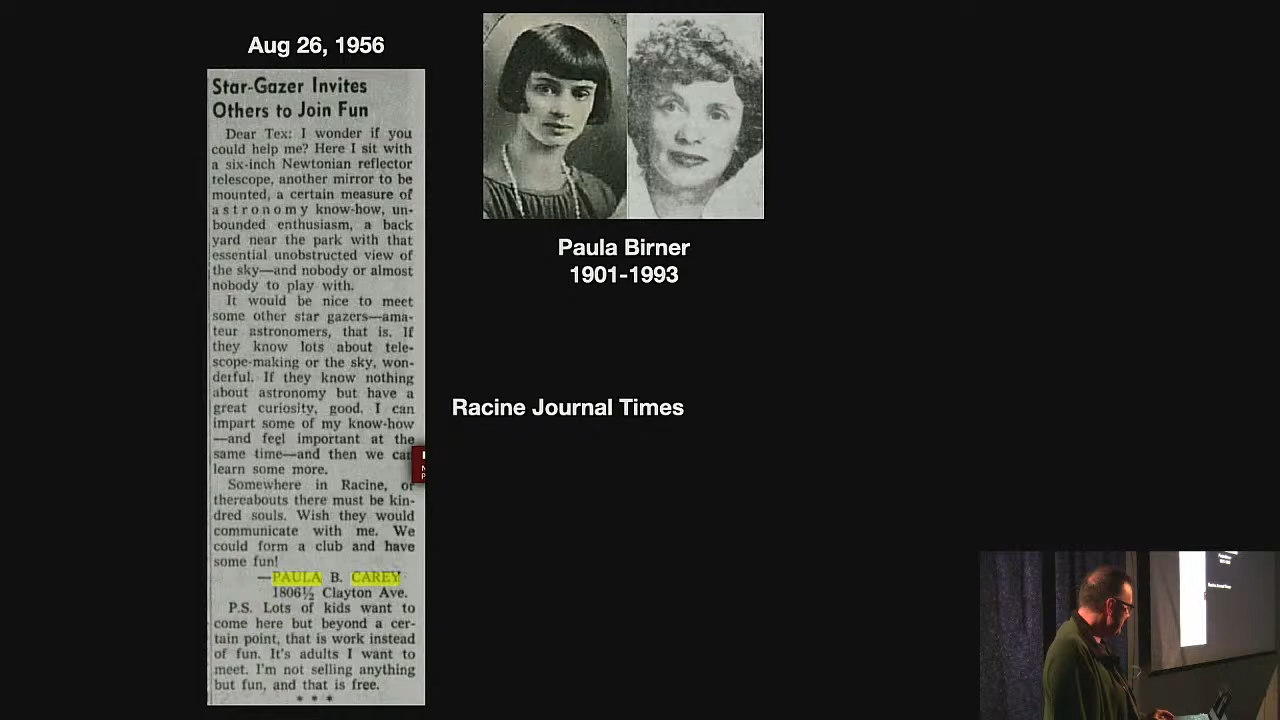 Aug 26, 1956
Star-Gazer Invites
Others to Join Fun
Dear Tex: I wonder if you
could help me? Here I sit with
a six-inch Newtonian reflector
telescope, another mirror to be
mounted, a certain measure of
astronomy know-how, un-
bounded enthusiasm, a back
yard near the park with that
essential unobstructed view of
the sky—and nobody or almost
nobody to play with.
It would be nice to meet
some other star gazers—ama-
teur astronomers, that is. If
they know lots about tele-
scope-making or the sky, won-
derful. If they know nothing
about astronomy but have a
great curiosity, good. I can
impart some of my know-how
—and feel important at the
same time—and then we can
learn some more.
Somewhere in Racine, or
thereabouts there must be kin-
dred souls. Wish they would
communicate with me. We
could form a club and have
some fun!
—PAULA B. CAREY
1806½ Clayton Ave.
P.S. Lots of kids want to
come here but beyond a cer-
tain point, that is work instead
of fun. It's adults I want to
meet. I'm not selling anything
but fun, and that is free.
* * *
Paula Birner
1901-1993
Racine Journal Times